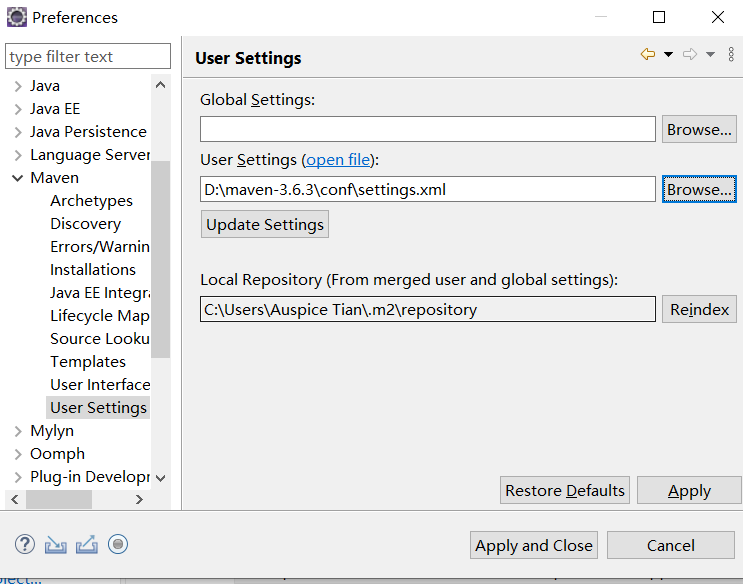 Preferences
type filter text
Java
Java EE
Java Persistence
Language Server
Maven
Archetypes
Discovery
Errors/Warnin
Installations
Java EE Integra
Lifecycle Map
Source Looku
Templates
User Interface
User Settings
Mylyn
Oomph
Plug-in Developm
User Settings
Global Settings:
Browse...
User Settings (open file):
D:\maven-3.6.3\conf\settings.xml
Browse...
Update Settings
Local Repository (From merged user and global settings):
C:\Users\Auspice Tian\.m2\repository
Reindex
Restore Defaults
Apply
Apply and Close
Cancel